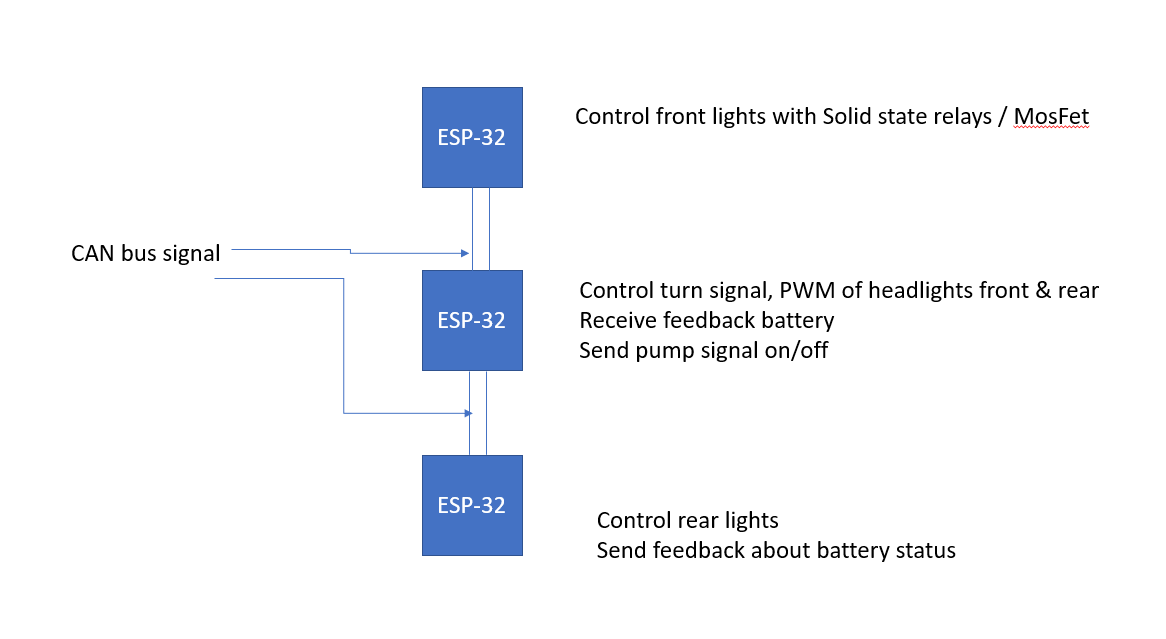 ESP-32
Control front lights with Solid state relays / MosFet
CAN bus signal
ESP-32
Control turn signal, PWM of headlights front & rear
Receive feedback battery
Send pump signal on/off
ESP-32
Control rear lights
Send feedback about battery status